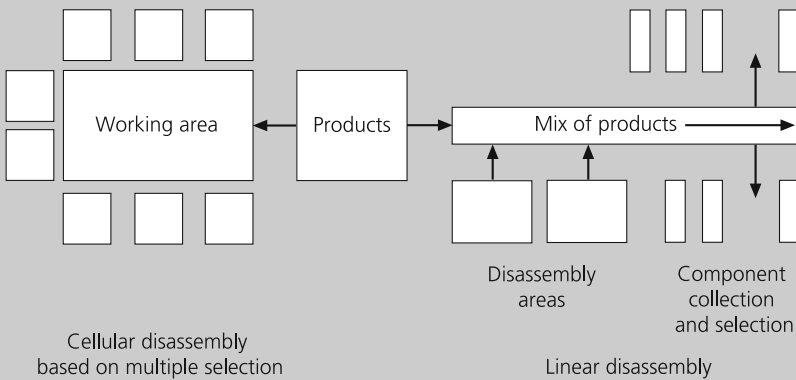 Working area
Products
Mix of products
Disassembly
areas
Component
collection
and selection
Cellular disassembly
based on multiple selection
Linear disassembly